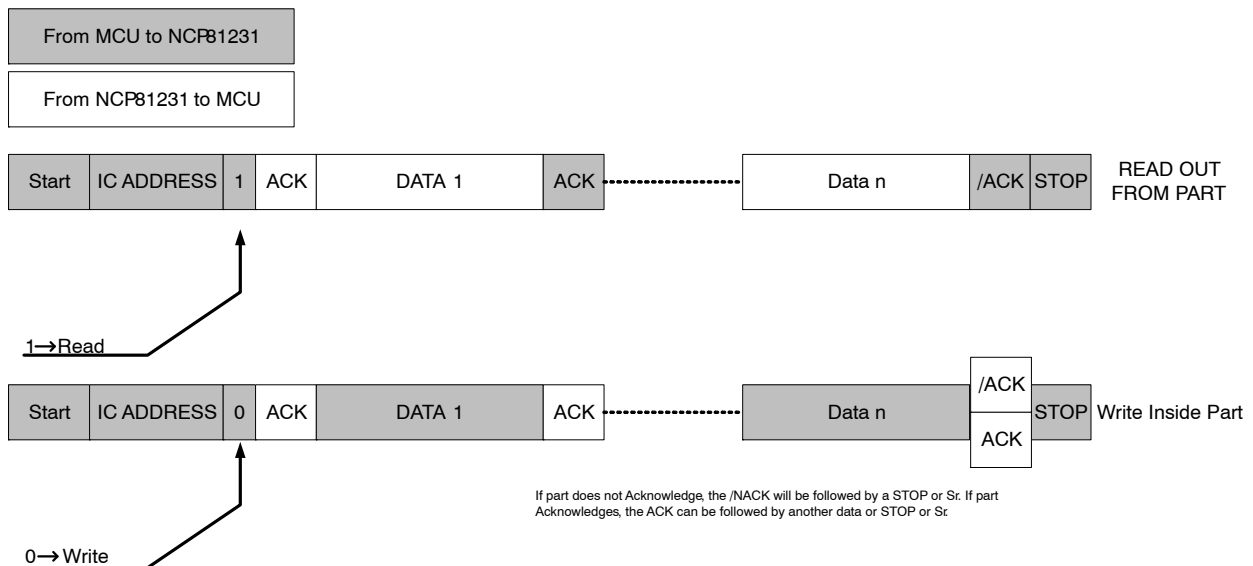 From MCU to NCP81231
From NCP81231 to MCU
Start IC ADDRESS 1 ACK DATA 1 ACK Data n /ACK STOP READ OUT
FROM PART
1→Read
/ACK
Start IC ADDRESS 0 ACK DATA 1 ACK Data n STOP Write Inside Part
ACK
If part does not Acknowledge, the /NACK will be followed by a STOP or Sr. If part
Acknowledges, the ACK can be followed by another data or STOP or Sr.
0→Write